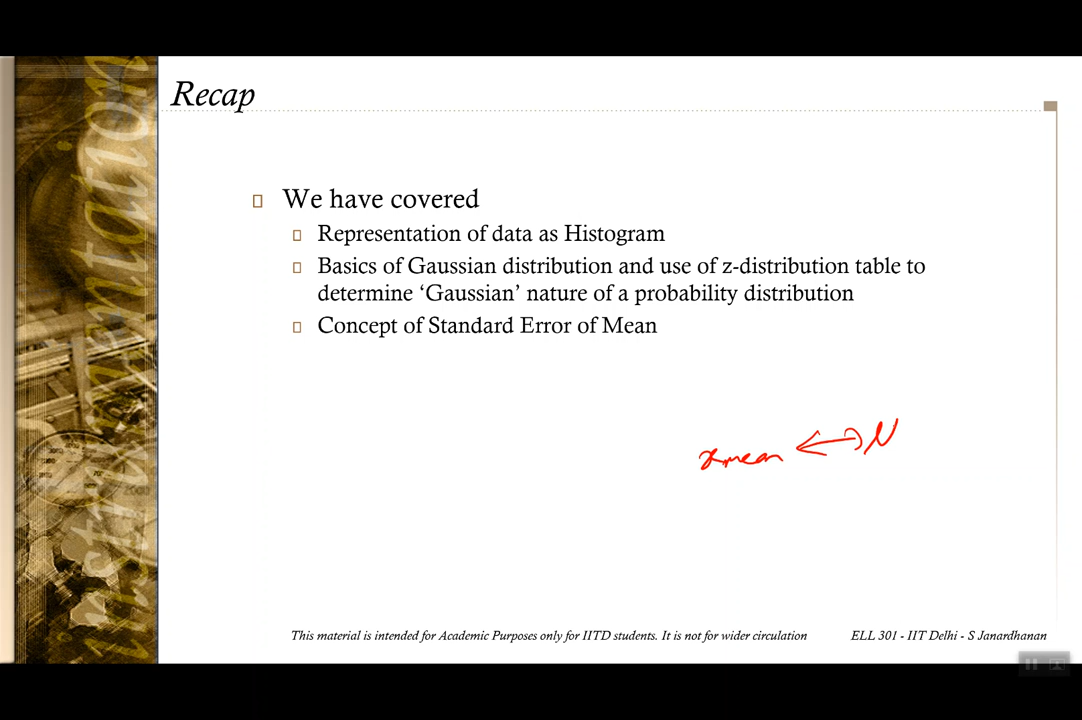 Recap
We have covered
Representation of data as Histogram
Basics of Gaussian distribution and use of z-distribution table to
determine ‘Gaussian’ nature of a probability distribution
Concept of Standard Error of Mean
xmean ↔ N
This material is intended for Academic Purposes only for IITD students. It is not for wider circulation
ELL 301 - IIT Delhi - S Janardhanan
instrumentation